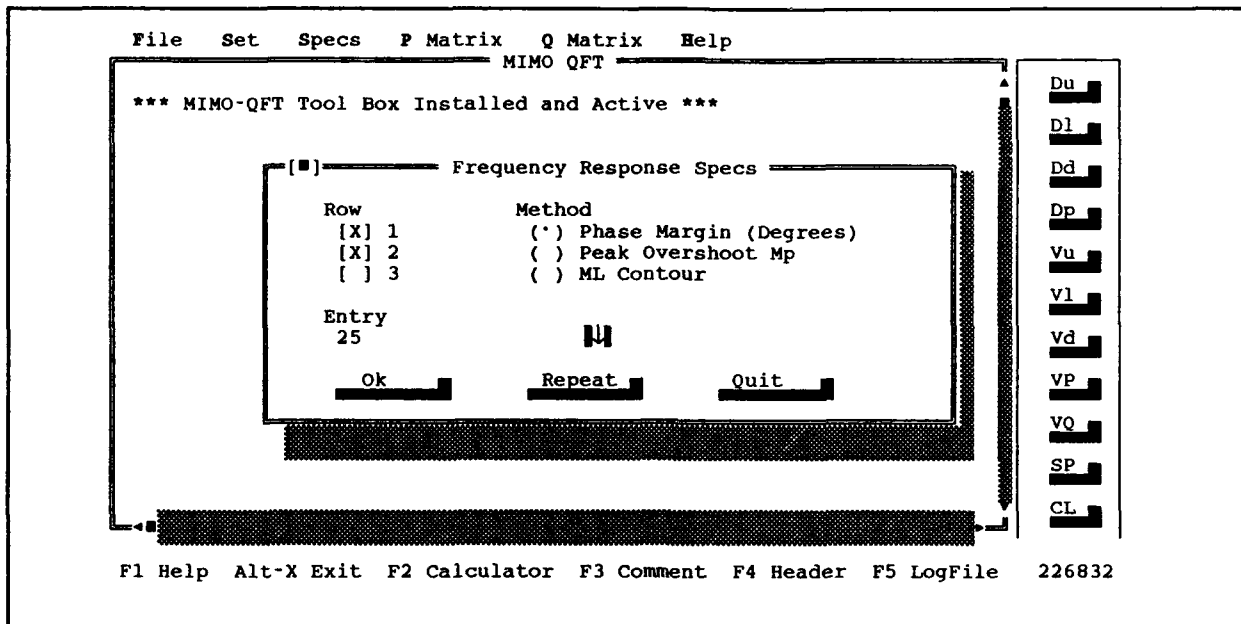 File Set Specs P Matrix Q Matrix Help
MIMO QFT
*** MIMO-QFT Tool Box Installed and Active ***
[■] Frequency Response Specs
Row Method
[X] 1 (•) Phase Margin (Degrees)
[X] 2 ( ) Peak Overshoot Mp
[ ] 3 ( ) ML Contour
Entry
25
Ok Repeat Quit
Du
Dl
Dd
Dp
Vu
Vl
Vd
VP
VQ
SP
CL
F1 Help Alt-X Exit F2 Calculator F3 Comment F4 Header F5 LogFile 226832